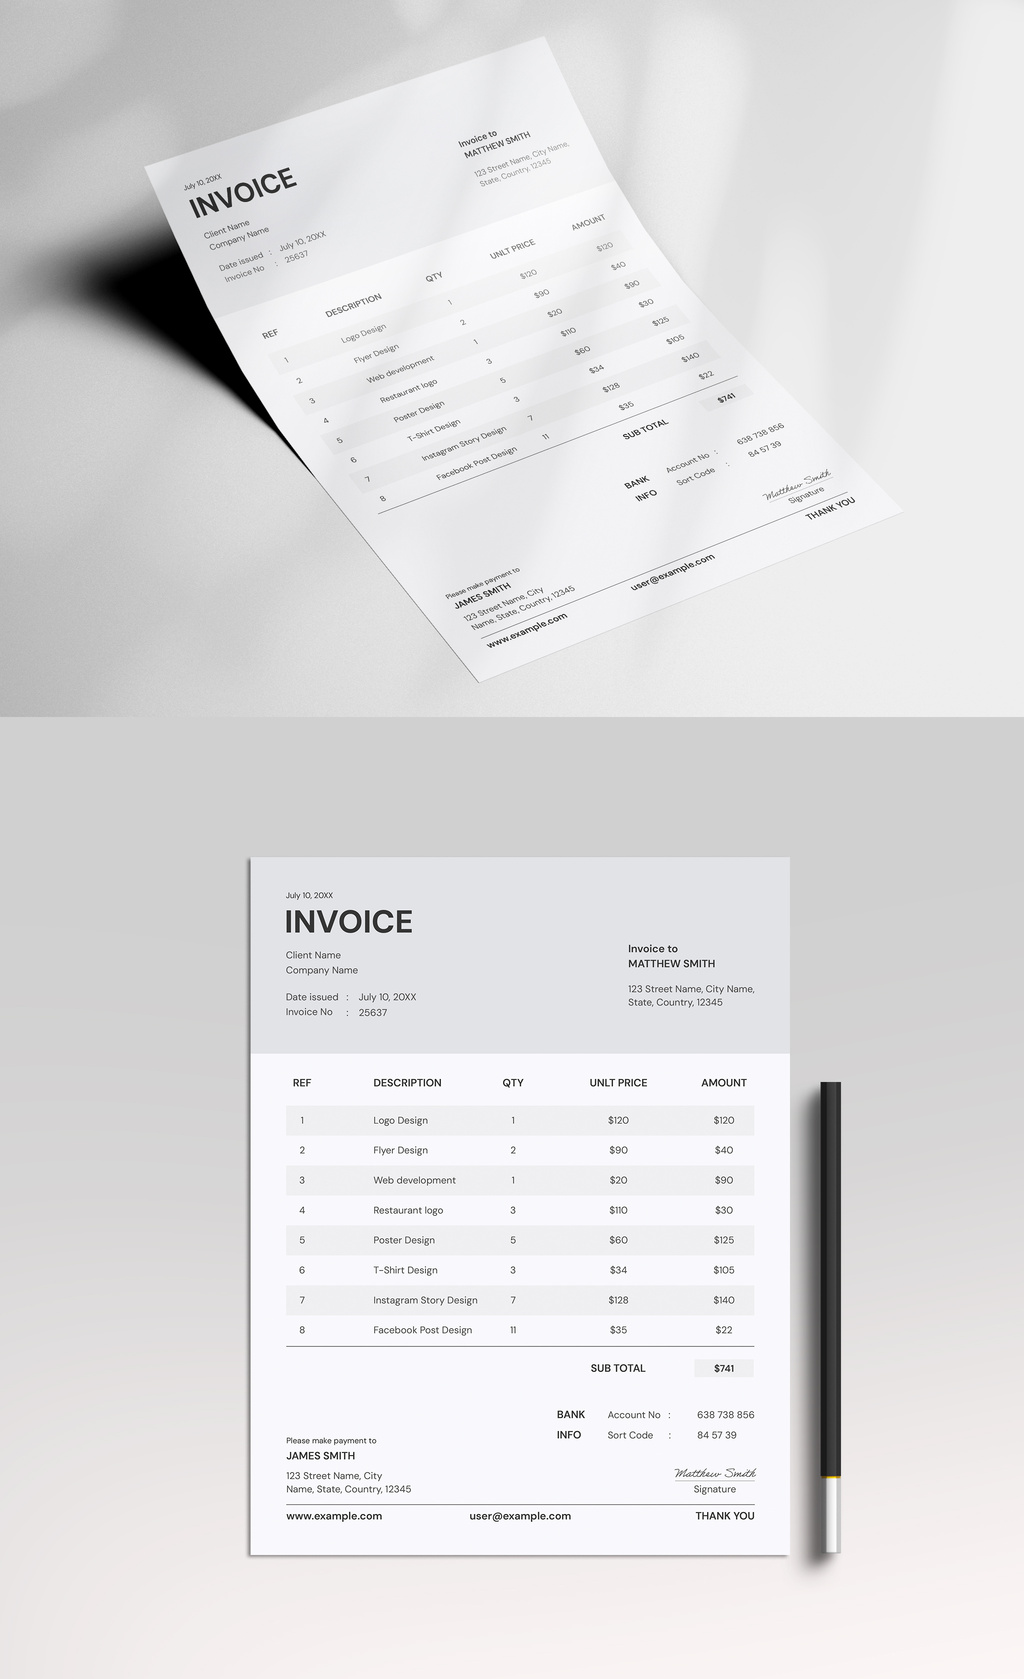 July 10, 20XX
INVOICE
Client Name
Company Name
Date issued : July 10, 20XX
Invoice No : 25637
Invoice to
MATTHEW SMITH
123 Street Name, City Name,
State, Country, 12345
REF DESCRIPTION QTY UNLT PRICE AMOUNT
1 Logo Design 1 $120 $120
2 Flyer Design 2 $90 $40
3 Web development 1 $20 $90
4 Restaurant logo 3 $110 $30
5 Poster Design 5 $60 $125
6 T-Shirt Design 3 $34 $105
7 Instagram Story Design 7 $128 $140
8 Facebook Post Design 11 $35 $22
SUB TOTAL $741
BANK Account No : 638 738 856
INFO Sort Code : 84 57 39
Please make payment to
JAMES SMITH
123 Street Name, City
Name, State, Country, 12345
Matthew Smith
Signature
www.example.com user@example.com THANK YOU
July 10, 20XX
INVOICE
Client Name
Company Name
Date issued : July 10, 20XX
Invoice No : 25637
Invoice to
MATTHEW SMITH
123 Street Name, City Name,
State, Country, 12345
REF DESCRIPTION QTY UNLT PRICE AMOUNT
1 Logo Design 1 $120 $120
2 Flyer Design 2 $90 $40
3 Web development 1 $20 $90
4 Restaurant logo 3 $110 $30
5 Poster Design 5 $60 $125
6 T-Shirt Design 3 $34 $105
7 Instagram Story Design 7 $128 $140
8 Facebook Post Design 11 $35 $22
SUB TOTAL $741
BANK Account No : 638 738 856
INFO Sort Code : 84 57 39
Please make payment to
JAMES SMITH
123 Street Name, City
Name, State, Country, 12345
Matthew Smith
Signature
www.example.com user@example.com THANK YOU